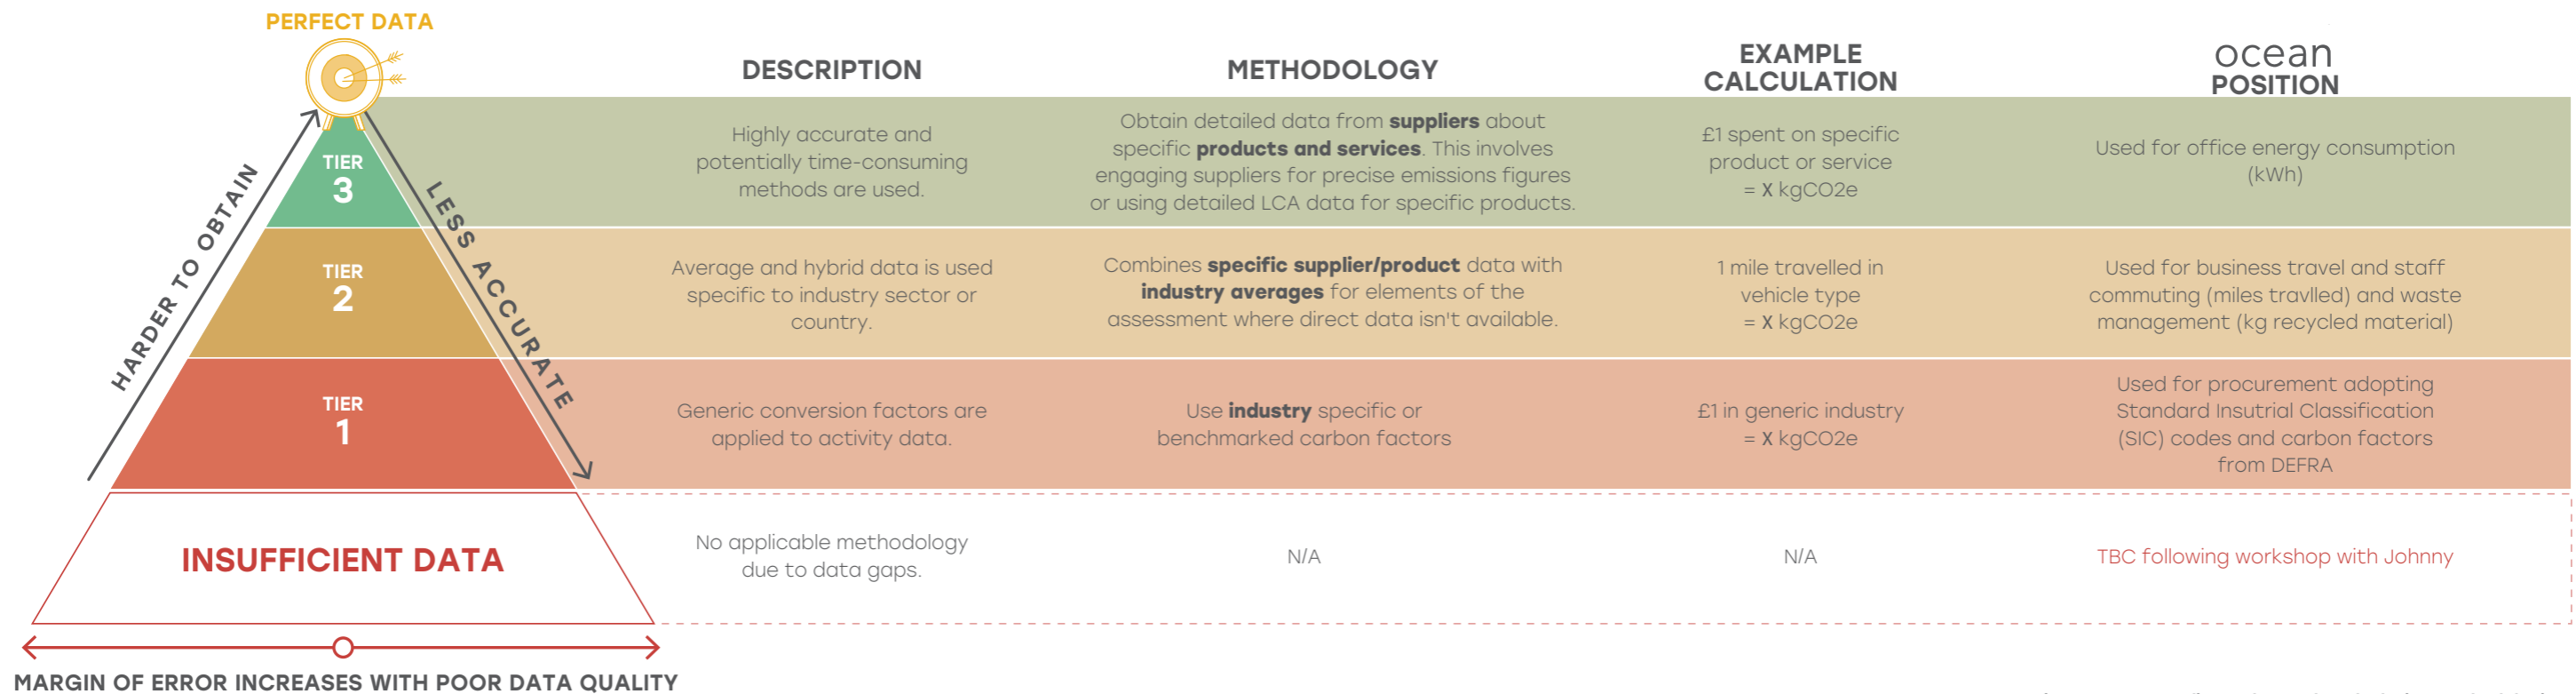 PERFECT DATA
DESCRIPTION
METHODOLOGY
EXAMPLE
CALCULATION
ocean
POSITION
HARDER TO OBTAIN
LESS ACCURATE
TIER
3
Highly accurate and
potentially time-consuming
methods are used.
Obtain detailed data from suppliers about
specific products and services. This involves
engaging suppliers for precise emissions figures
or using detailed LCA data for specific products.
£1 spent on specific
product or service
= X kgCO2e
Used for office energy consumption
(kWh)
TIER
2
Average and hybrid data is used
specific to industry sector or
country.
Combines specific supplier/product data with
industry averages for elements of the
assessment where direct data isn't available.
1 mile travelled in
vehicle type
= X kgCO2e
Used for business travel and staff
commuting (miles travlled) and waste
management (kg recycled material)
TIER
1
Generic conversion factors are
applied to activity data.
Use industry specific or
benchmarked carbon factors
£1 in generic industry
= X kgCO2e
Used for procurement adopting
Standard Insutrial Classification
(SIC) codes and carbon factors
from DEFRA
INSUFFICIENT DATA
No applicable methodology
due to data gaps.
N/A
N/A
TBC following workshop with Johnny
MARGIN OF ERROR INCREASES WITH POOR DATA QUALITY